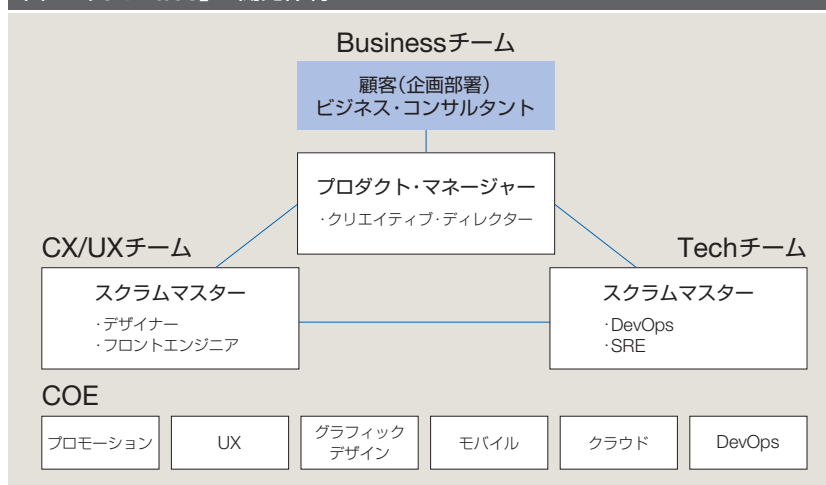 Businessチーム
顧客(企画部署)
ビジネス・コンサルタント
プロダクト・マネージャー
・クリエイティブ・ディレクター
CX/UXチーム
Techチーム
スクラムマスター
・デザイナー
・フロントエンジニア
スクラムマスター
・DevOps
・SRE
COE
プロモーション
UX
グラフィック
デザイン
モバイル
クラウド
DevOps